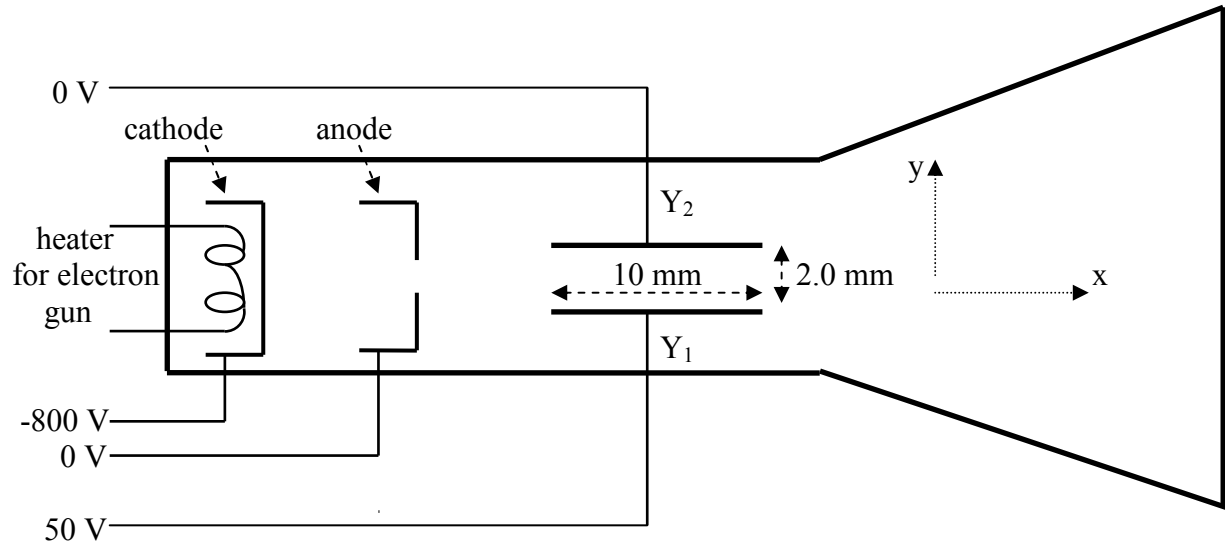 0 V
cathode
anode
y
Y₂
heater
for electron
gun
10 mm
2.0 mm
x
Y₁
-800 V
0 V
50 V